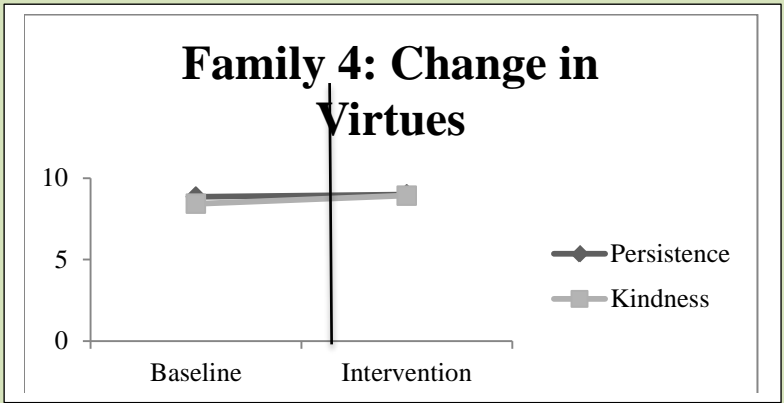 Family 4: Change in
Virtues
10
5
0
Baseline Intervention
Persistence
Kindness